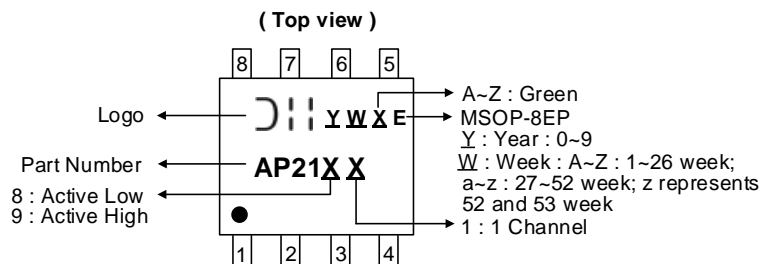 ( Top view )
8 7 6 5
Logo
Y W X E
A~Z : Green
MSOP-8EP
Y : Year : 0~9
W : Week : A~Z : 1~26 week;
a~z : 27~52 week; z represents
52 and 53 week
Part Number
AP21X X
8 : Active Low
9 : Active High
1 : 1 Channel
1 2 3 4